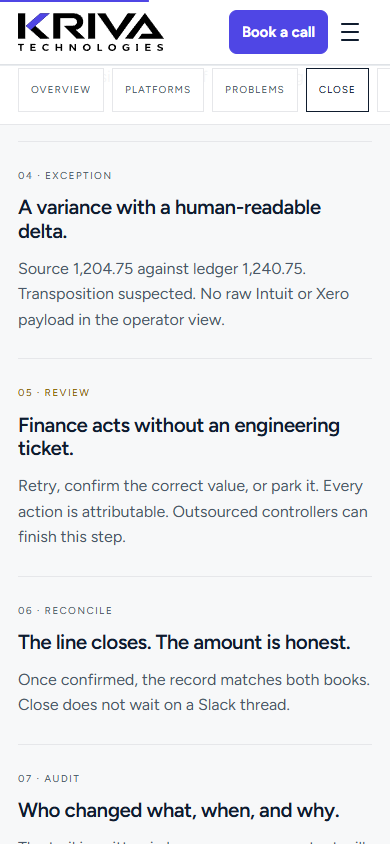 KRIVA
TECHNOLOGIES
Book a call
OVERVIEW
PLATFORMS
PROBLEMS
CLOSE
04 · EXCEPTION
A variance with a human-readable
delta.
Source 1,204.75 against ledger 1,240.75.
Transposition suspected. No raw Intuit or Xero
payload in the operator view.
05 · REVIEW
Finance acts without an engineering
ticket.
Retry, confirm the correct value, or park it. Every
action is attributable. Outsourced controllers can
finish this step.
06 · RECONCILE
The line closes. The amount is honest.
Once confirmed, the record matches both books.
Close does not wait on a Slack thread.
07 · AUDIT
Who changed what, when, and why.